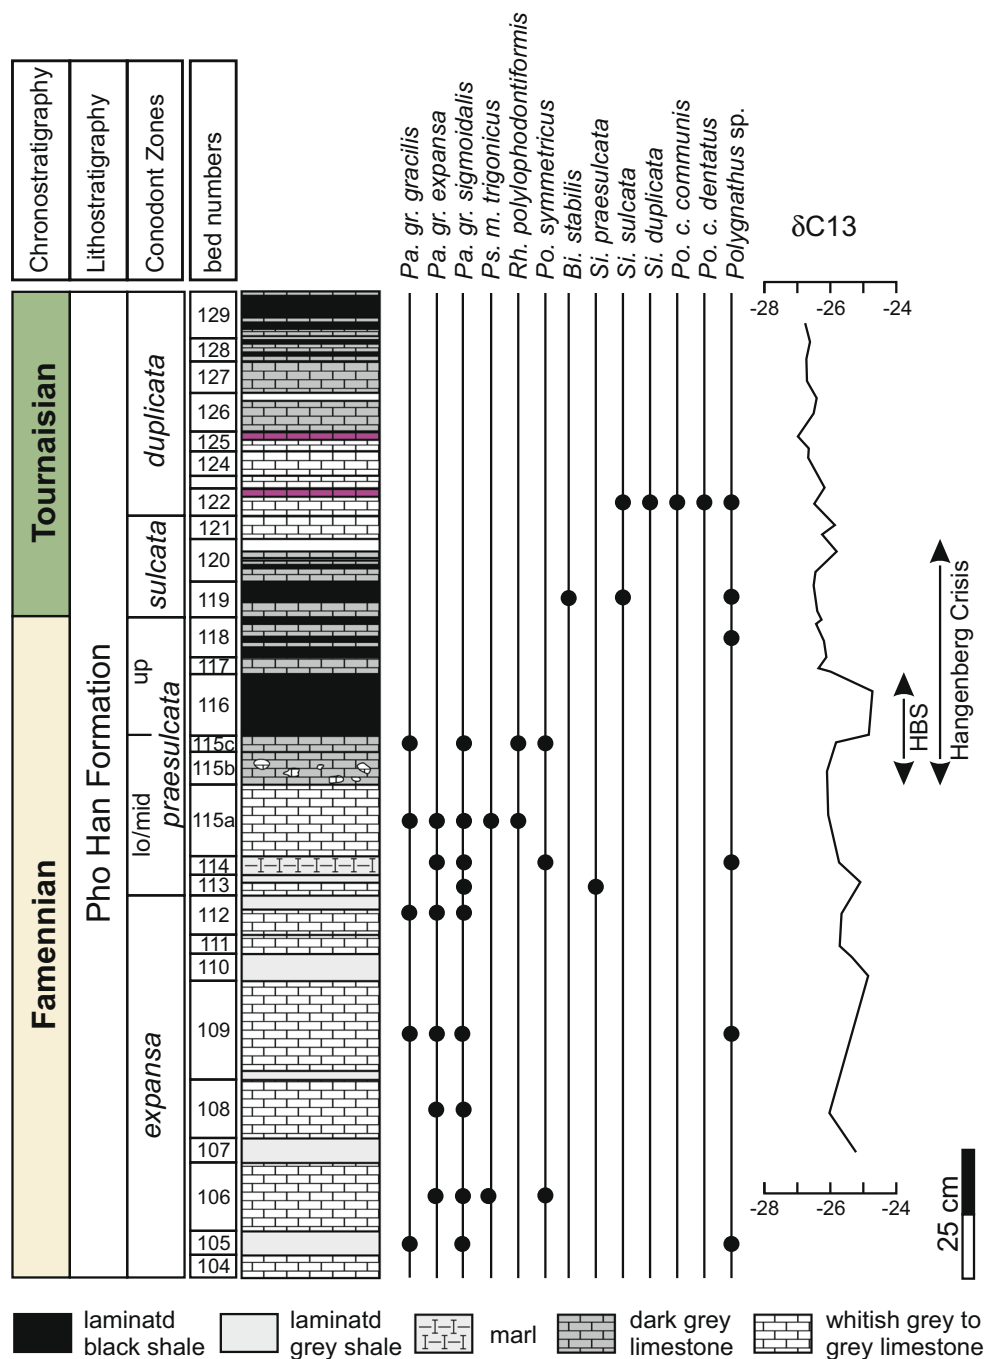 Chronostratigraphy
Lithostratigraphy
Conodont Zones
bed numbers
Pa. gr. gracilis
Pa. gr. expansa
Pa. gr. sigmoidalis
Ps. m. trigonicus
Rh. polylophodontiformis
Po. symmetricus
Bi. stabilis
Si. praesulcata
Si. sulcata
Si. duplicata
Po. c. communis
Po. c. dentatus
Polygnathus sp.
δC13
-28 -26 -24
Tournaisian
Famennian
Pho Han Formation
duplicata
sulcata
up
lo/mid
praesulcata
expansa
129
128
127
126
125
124
122
121
120
119
118
117
116
115c
115b
115a
114
113
112
111
110
109
108
107
106
105
104
HBS
Hangenberg Crisis
-28 -26 -24
25 cm
laminatd
black shale
laminatd
grey shale
marl
dark grey
limestone
whitish grey to
grey limestone